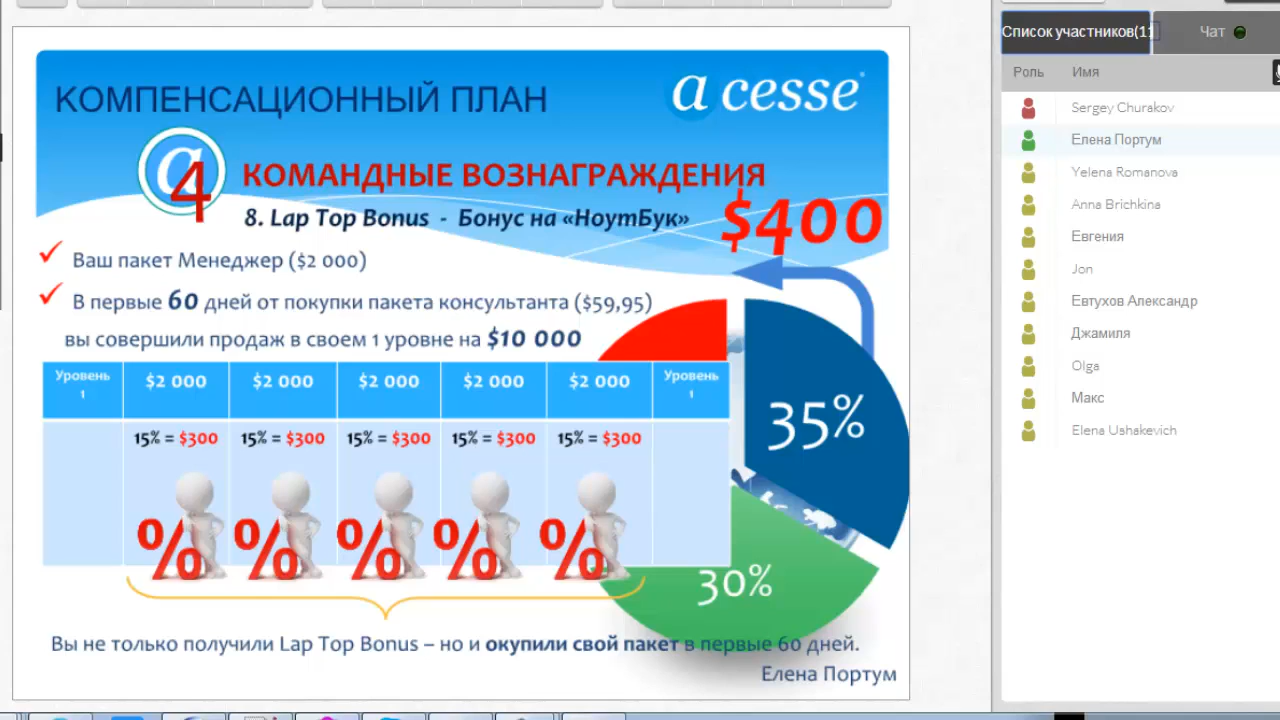 КОМПЕНСАЦИОННЫЙ ПЛАН
a cesse
a
4
КОМАНДНЫЕ ВОЗНАГРАЖДЕНИЯ
8. Lap Top Bonus - Бонус на «НоутБук»
$400
Ваш пакет Менеджер ($2 000)
В первые 60 дней от покупки пакета консультанта ($59,95)
вы совершили продаж в своем 1 уровне на $10 000
Уровень 1 $2 000 $2 000 $2 000 $2 000 $2 000 Уровень 1
15% = $300 15% = $300 15% = $300 15% = $300 15% = $300
% % % % %
35%
30%
Вы не только получили Lap Top Bonus – но и окупили свой пакет в первые 60 дней.
Елена Портум
Список участников(11
Чат
Роль Имя
Sergey Churakov
Елена Портум
Yelena Romanova
Anna Brichkina
Евгения
Jon
Евтухов Александр
Джамиля
Olga
Макс
Elena Ushakevich